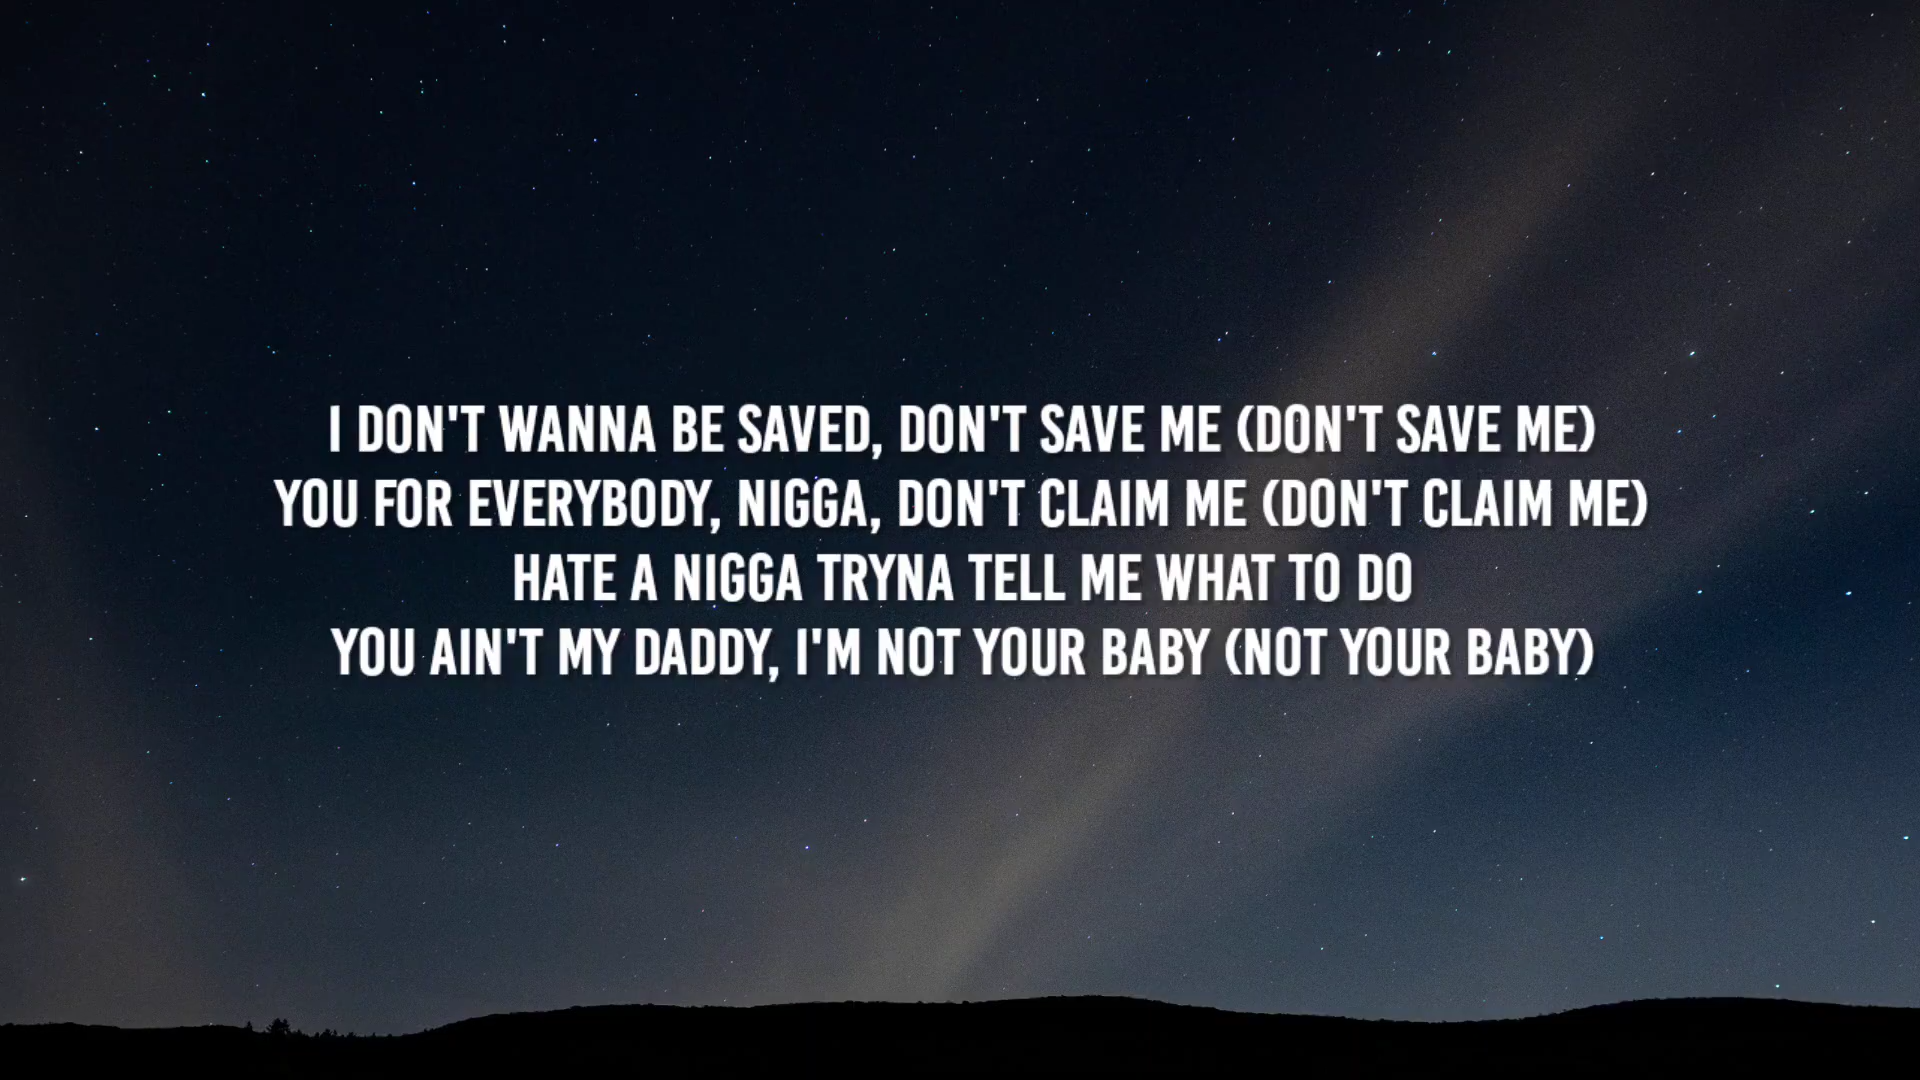 I DON'T WANNA BE SAVED, DON'T SAVE ME (DON'T SAVE ME)
YOU FOR EVERYBODY, NIGGA, DON'T CLAIM ME (DON'T CLAIM ME)
HATE A NIGGA TRYNA TELL ME WHAT TO DO
YOU AIN'T MY DADDY, I'M NOT YOUR BABY (NOT YOUR BABY)